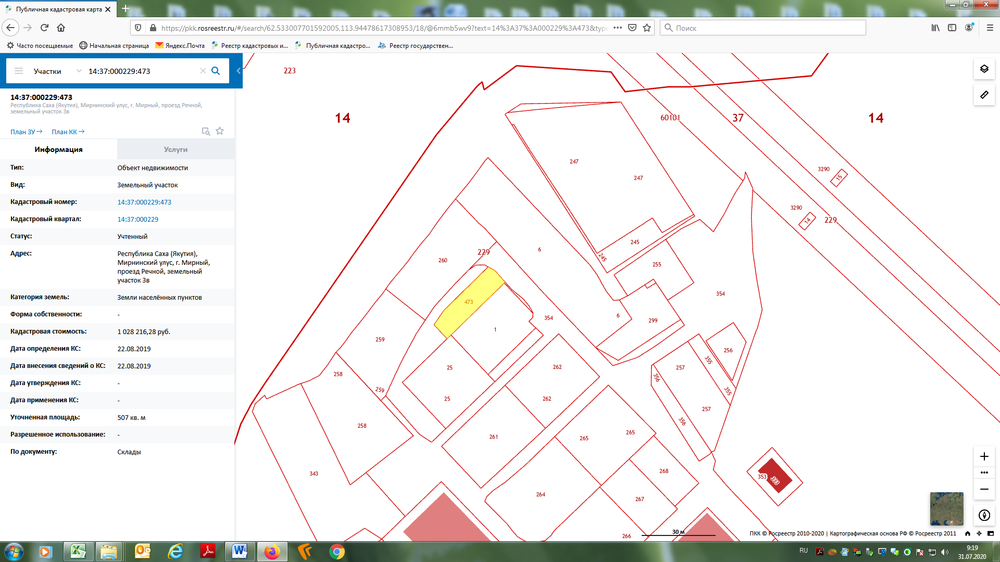 Публичная кадастровая карта
https://pkk.rosreestr.ru/#/search/62.533007701592005,113.94478617308953/18/@6mmb5wv9?text=14%3A37%3A000229%3A473&type
Поиск
Часто посещаемые
Начальная страница
Яндекс.Почта
Реестр кадастровых и...
Публичная кадастро...
Реестр государствен...
Участки
14:37:000229:473
14:37:000229:473
Республика Саха (Якутия), Мирнинский улус, г. Мирный, проезд Речной,
земельный участок 3в
План ЗУ
План КК
Информация
Услуги
Тип: Объект недвижимости
Вид: Земельный участок
Кадастровый номер: 14:37:000229:473
Кадастровый квартал: 14:37:000229
Статус: Учтенный
Адрес: Республика Саха (Якутия),
Мирнинский улус, г. Мирный,
проезд Речной, земельный
участок 3в
Категория земель: Земли населённых пунктов
Форма собственности: -
Кадастровая стоимость: 1 028 216,28 руб.
Дата определения КС: 22.08.2019
Дата внесения сведений о КС: 22.08.2019
Дата утверждения КС: -
Дата применения КС: -
Уточненная площадь: 507 кв. м
Разрешенное использование: -
По документу: Склады
223
14
60101
37
14
247
247
3290
15
3290
14
229
245
245
6
229
260
255
473
354
354
6
299
1
259
256
355
25
262
257
258
356
259
355
25
262
257
356
258
265
265
261
343
268
353
333
264
267
266
30 м
ПКК © Росреестр 2010-2020 | Картографическая основа РФ © Росреестр 2011
RU
9:19
31.07.2020